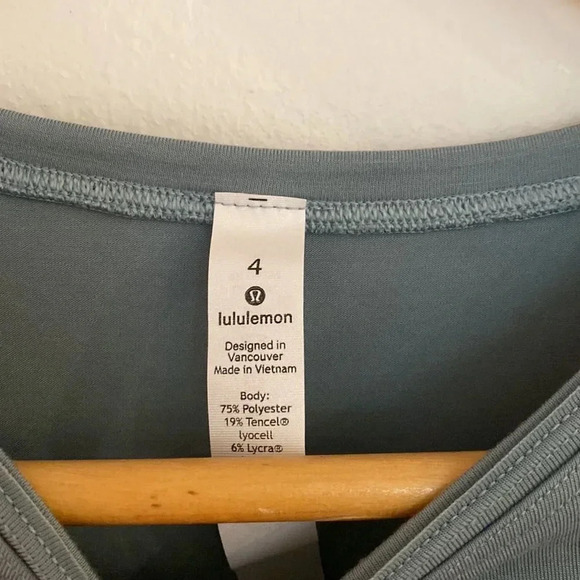 4
lululemon
Designed in
Vancouver
Made in Vietnam
Body:
75% Polyester
19% Tencel®
lyocell
6% Lycra®